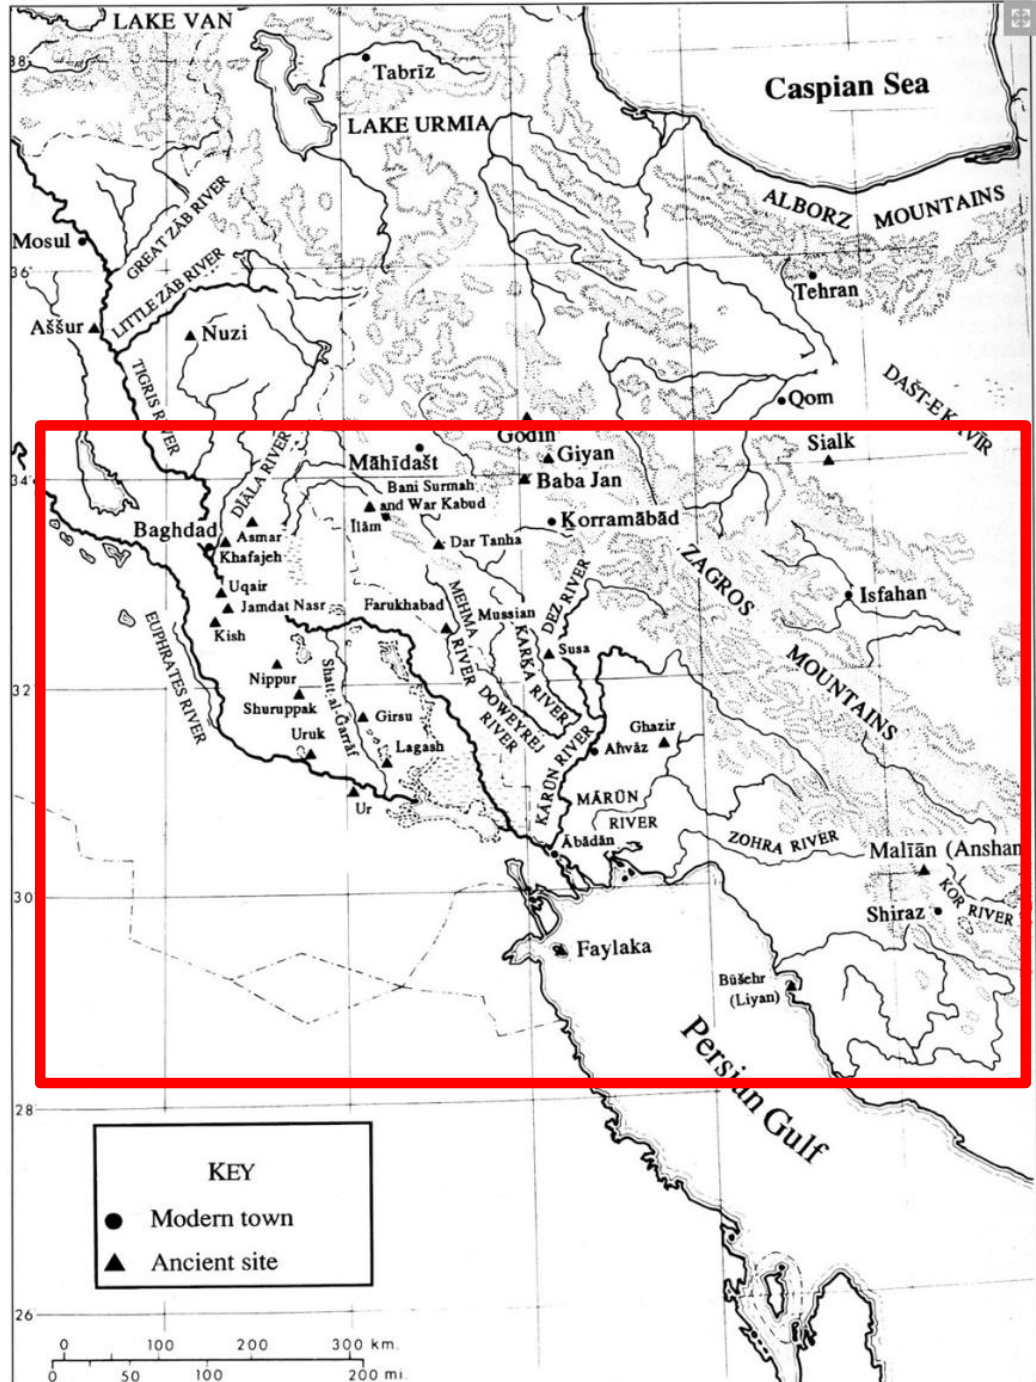 LAKE VAN
38°
Tabrīz
Caspian Sea
LAKE URMIA
ALBORZ MOUNTAINS
Mosul
GREAT ZĀB RIVER
36°
LITTLE ZĀB RIVER
Tehran
Aššur
Nuzi
TIGRIS RIVER
DAŠT-E KAVĪR
Qom
Godin
Sialk
Māhīdašt
Giyan
34
Bani Surmah
and War Kabud
Baba Jan
DĪĀLA RIVER
Īlām
Korramābād
Baghdad
Asmar
Khafajeh
Dar Tanha
ZAGROS
MOUNTAINS
Uqair
Isfahan
Jamdat Nasr
Farukhabad
MEHMA
RIVER
Mussian
DEZ RIVER
Kish
EUPHRATES RIVER
KARKA RIVER
Susa
Nippur
32
Shuruppak
Shatt al-Garrāf
Girsu
DOWEYREJ
RIVER
Ghazir
Uruk
Lagash
KĀRŪN RIVER
Ahvāz
Ur
MĀRŪN
RIVER
ZOHRA RIVER
Ābādān
Malīān (Anshan
30
KOR RIVER
Shiraz
Faylaka
Būšehr
(Liyan)
Persian Gulf
28
KEY
Modern town
Ancient site
26
0 100 200 300 km.
0 50 100 200 mi.